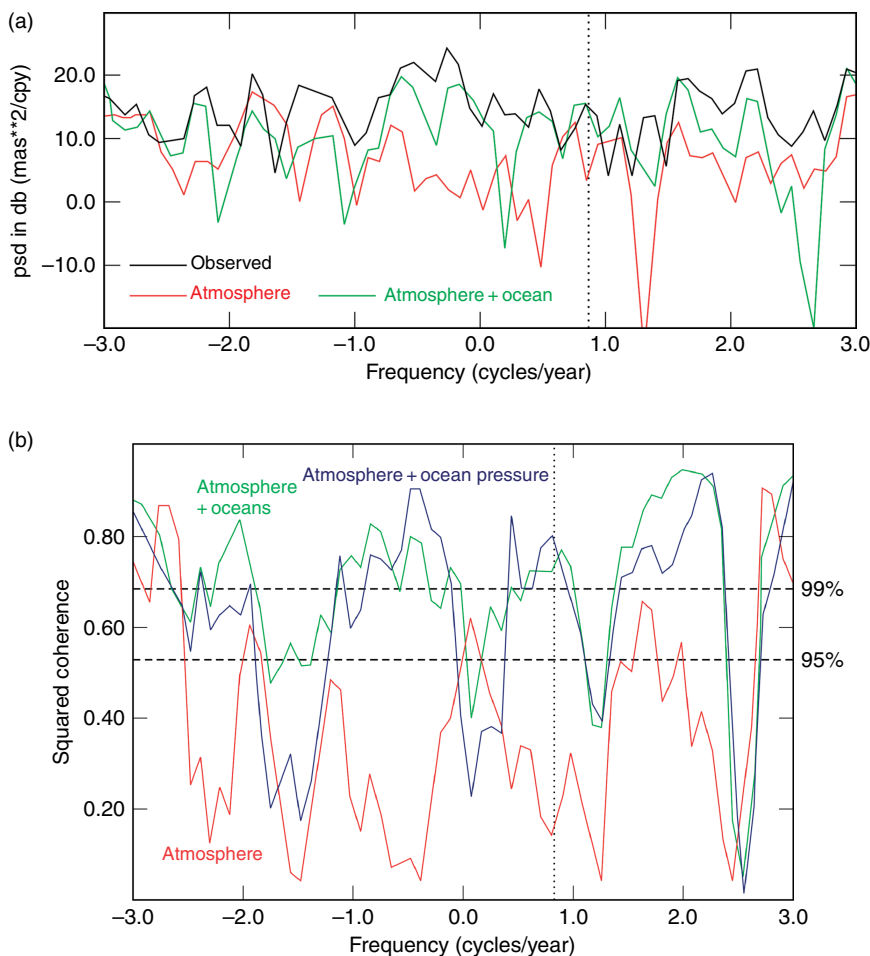 (a)
20.0
10.0
0.0
−10.0
psd in db (mas**2/cpy)
Observed
Atmosphere
Atmosphere + ocean
−3.0 −2.0 −1.0 0.0 1.0 2.0 3.0
Frequency (cycles/year)
(b)
Atmosphere + oceans
Atmosphere + ocean pressure
0.80
0.60
0.40
0.20
Squared coherence
99%
95%
Atmosphere
−3.0 −2.0 −1.0 0.0 1.0 2.0 3.0
Frequency (cycles/year)